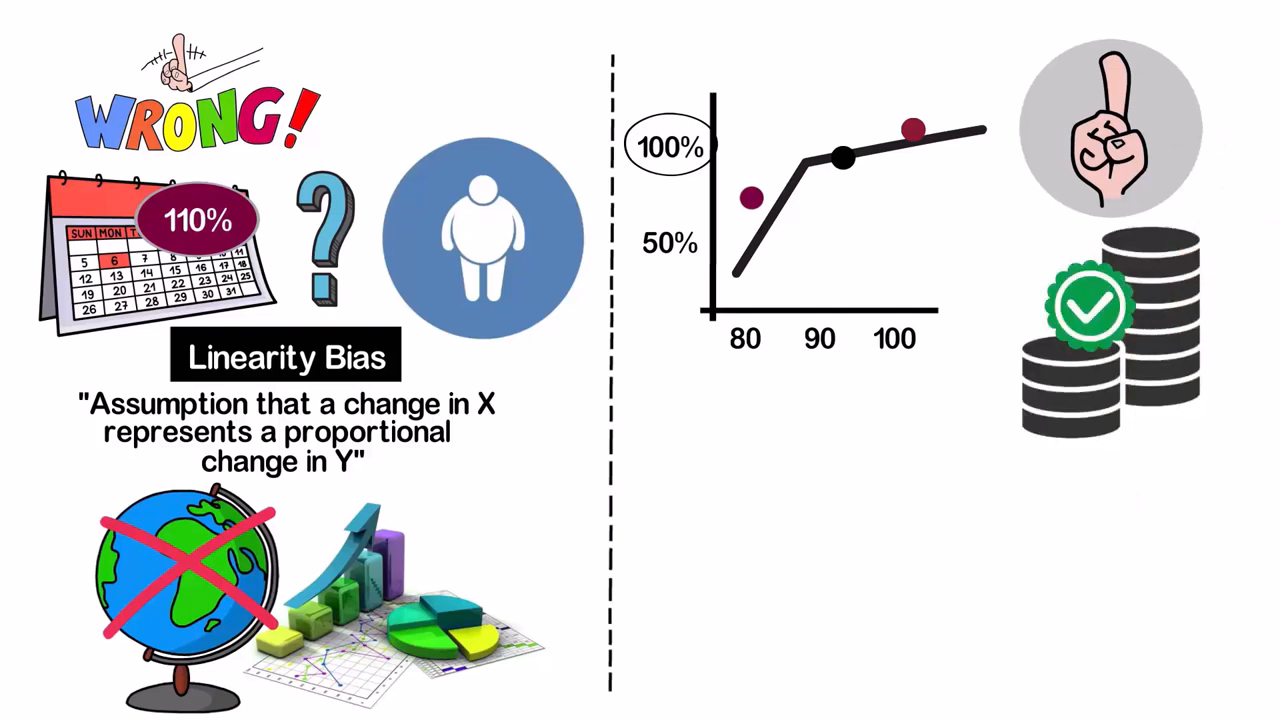 WRONG!
110%
SUN MON T
5 6 7 8 9 10 11
12 13 14 15 16 17 18
19 20 21 22 23 24 25
26 27 28 29 30 31
Linearity Bias
"Assumption that a change in X
represents a proportional
change in Y"
100%
50%
80 90 100